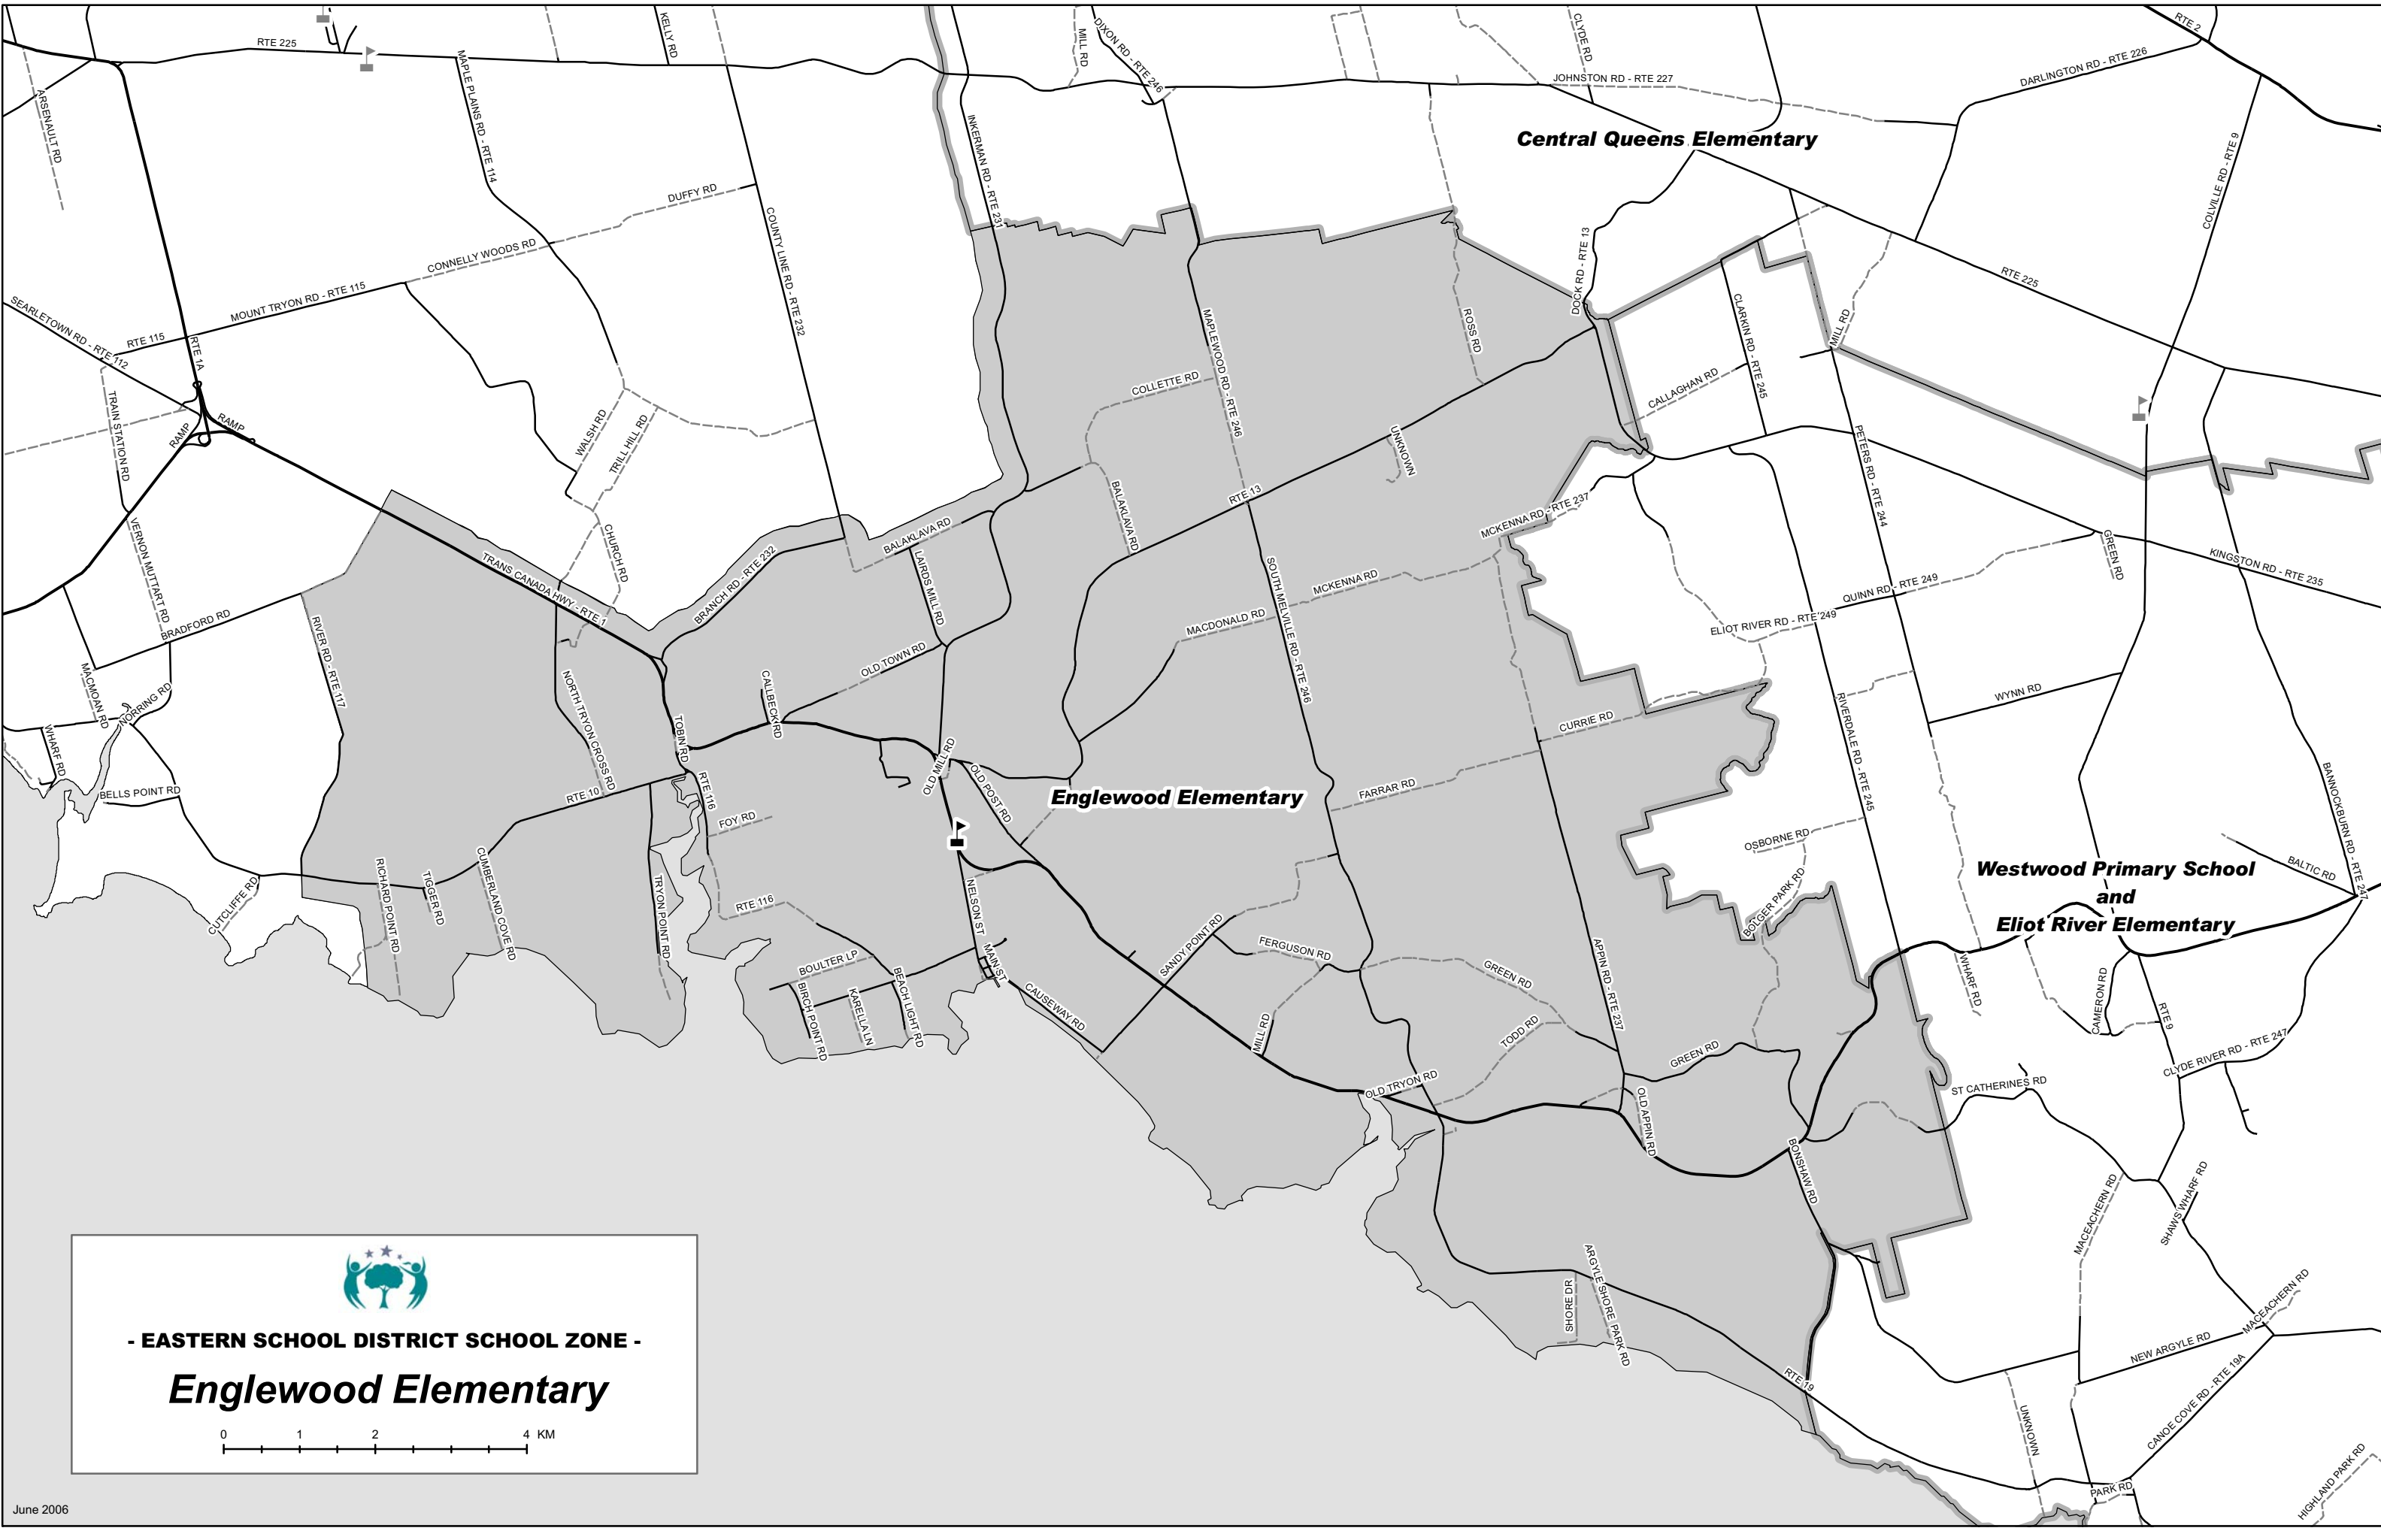 RTE 225
KELLY RD
MAPLE PLAINS RD - RTE 114
ARSENAULT RD
MILL RD
DIXON RD - RTE 246
CLYDE RD
JOHNSTON RD - RTE 227
RTE 2
DARLINGTON RD - RTE 226
COLVILLE RD - RTE 9
Central Queens Elementary
INKERMAN RD - RTE 231
DUFFY RD
CONNELLY WOODS RD
COUNTY LINE RD - RTE 232
MOUNT TRYON RD - RTE 115
SEARLETOWN RD - RTE 112
RTE 115
RTE 1A
DOCK RD - RTE 13
RTE 225
CLARKIN RD - RTE 245
MILL RD
MAPLEWOOD RD - RTE 246
ROSS RD
COLLETTE RD
CALLAGHAN RD
TRAIN STATION RD
RAMP
RAMP
WALSH RD
TRILL HILL RD
UNKNOWN
PETERS RD - RTE 244
VERNON MUTTART RD
CHURCH RD
TRANS CANADA HWY - RTE 1
BRANCH RD - RTE 232
BALAKLAVA RD
LAIRDS MILL RD
BALAKLAVA RD
RTE 13
MCKENNA RD - RTE 237
GREEN RD
KINGSTON RD - RTE 235
SOUTH MELVILLE RD - RTE 246
MCKENNA RD
MACDONALD RD
QUINN RD - RTE 249
ELIOT RIVER RD - RTE 249
BRADFORD RD
RIVER RD - RTE 117
MACMOAN RD
NORRING RD
WHARF RD
BELLS POINT RD
NORTH TRYON CROSS RD
TOBIN RD
CALLBECK RD
OLD TOWN RD
OLD MILL RD
OLD POST RD
WYNN RD
RIVERDALE RD - RTE 245
CURRIE RD
FARRAR RD
BANNOCKBURN RD - RTE 247
RTE 10
RTE 116
FOY RD
Englewood Elementary
OSBORNE RD
BOLGER PARK RD
BALTIC RD
Westwood Primary School
and
Eliot River Elementary
CUTCLIFFE RD
RICHARD POINT RD
TIGGER RD
CUMBERLAND COVE RD
TRYON POINT RD
RTE 116
NELSON ST
MAIN ST
BOULTER LP
BIRCH POINT RD
KARELLA LN
BEACH LIGHT RD
CAUSEWAY RD
SANDY POINT RD
FERGUSON RD
MILL RD
GREEN RD
TODD RD
APPIN RD - RTE 237
GREEN RD
WHARF RD
CAMERON RD
RTE 9
CLYDE RIVER RD - RTE 247
ST CATHERINES RD
OLD TRYON RD
OLD APPIN RD
BONSHAW RD
MACEACHERN RD
SHAWS WHARF RD
SHORE DR
ARGYLE SHORE PARK RD
RTE 19
NEW ARGYLE RD
MACEACHERN RD
CANOE COVE RD - RTE 19A
UNKNOWN
PARK RD
HIGHLAND PARK RD
- EASTERN SCHOOL DISTRICT SCHOOL ZONE -
Englewood Elementary
0 1 2 4 KM
June 2006